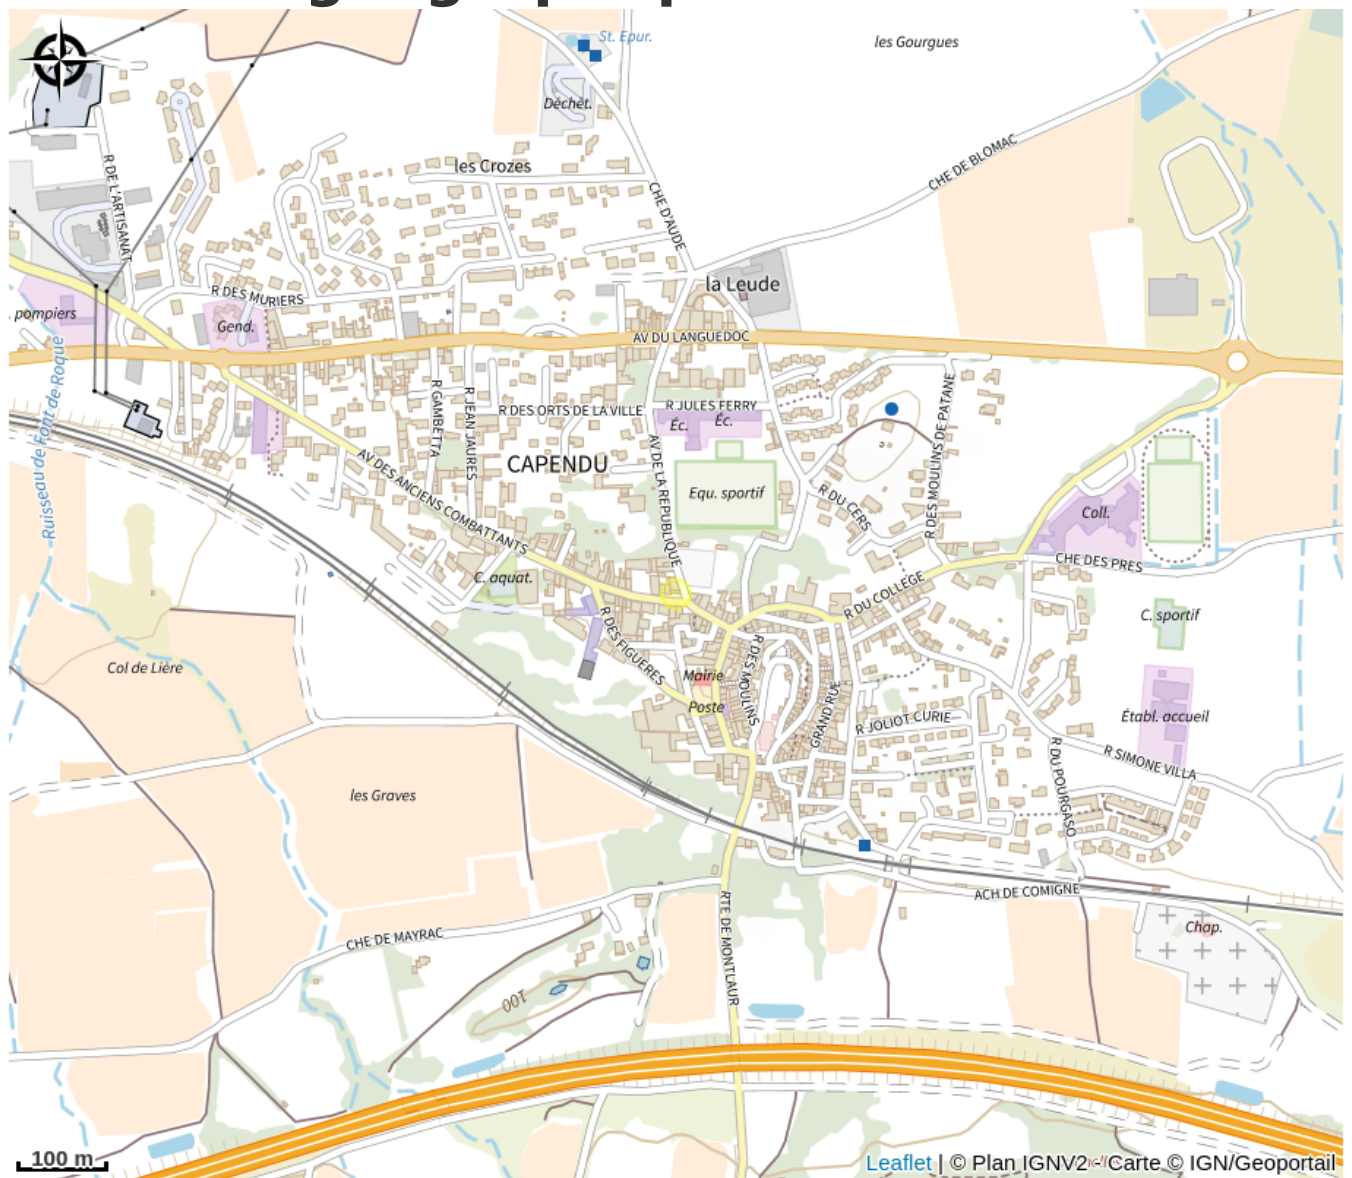 St. Epur.
les Gourgues
Déchèt.
les Crozes
CHE DE BLOMAC
R DE L'ARTISANAT
CHE D'AUDE
la Leude
R DES MURIERS
pompiers
Gend.
AV DU LANGUEDOC
Ruisseau de Font de Roque
R GAMBETTA
R JEAN JAURES
R DES ORTS DE LA VILLE
R JULES FERRY
Éc.
Éc.
R DES MOULINS DE PATANE
AV DE LA REPUBLIQUE
CAPENDU
AV DES ANCIENS COMBATTANTS
Equ. sportif
R DU CERS
Coll.
CHE DES PRES
C. aquat.
R DU COLLEGE
C. sportif
R DES FIGUERES
Col de Lière
Mairie
R DES MOULINS
Poste
GRAND RUE
R JOLIOT CURIE
Établ. accueil
R SIMONE VILLA
R DU POURGASO
les Graves
ACH DE COMIGNE
Chap.
CHE DE MAYRAC
RTE DE MONTLAUR
100
100 m
Leaflet | © Plan IGNV2 - Carte © IGN/Geoportail